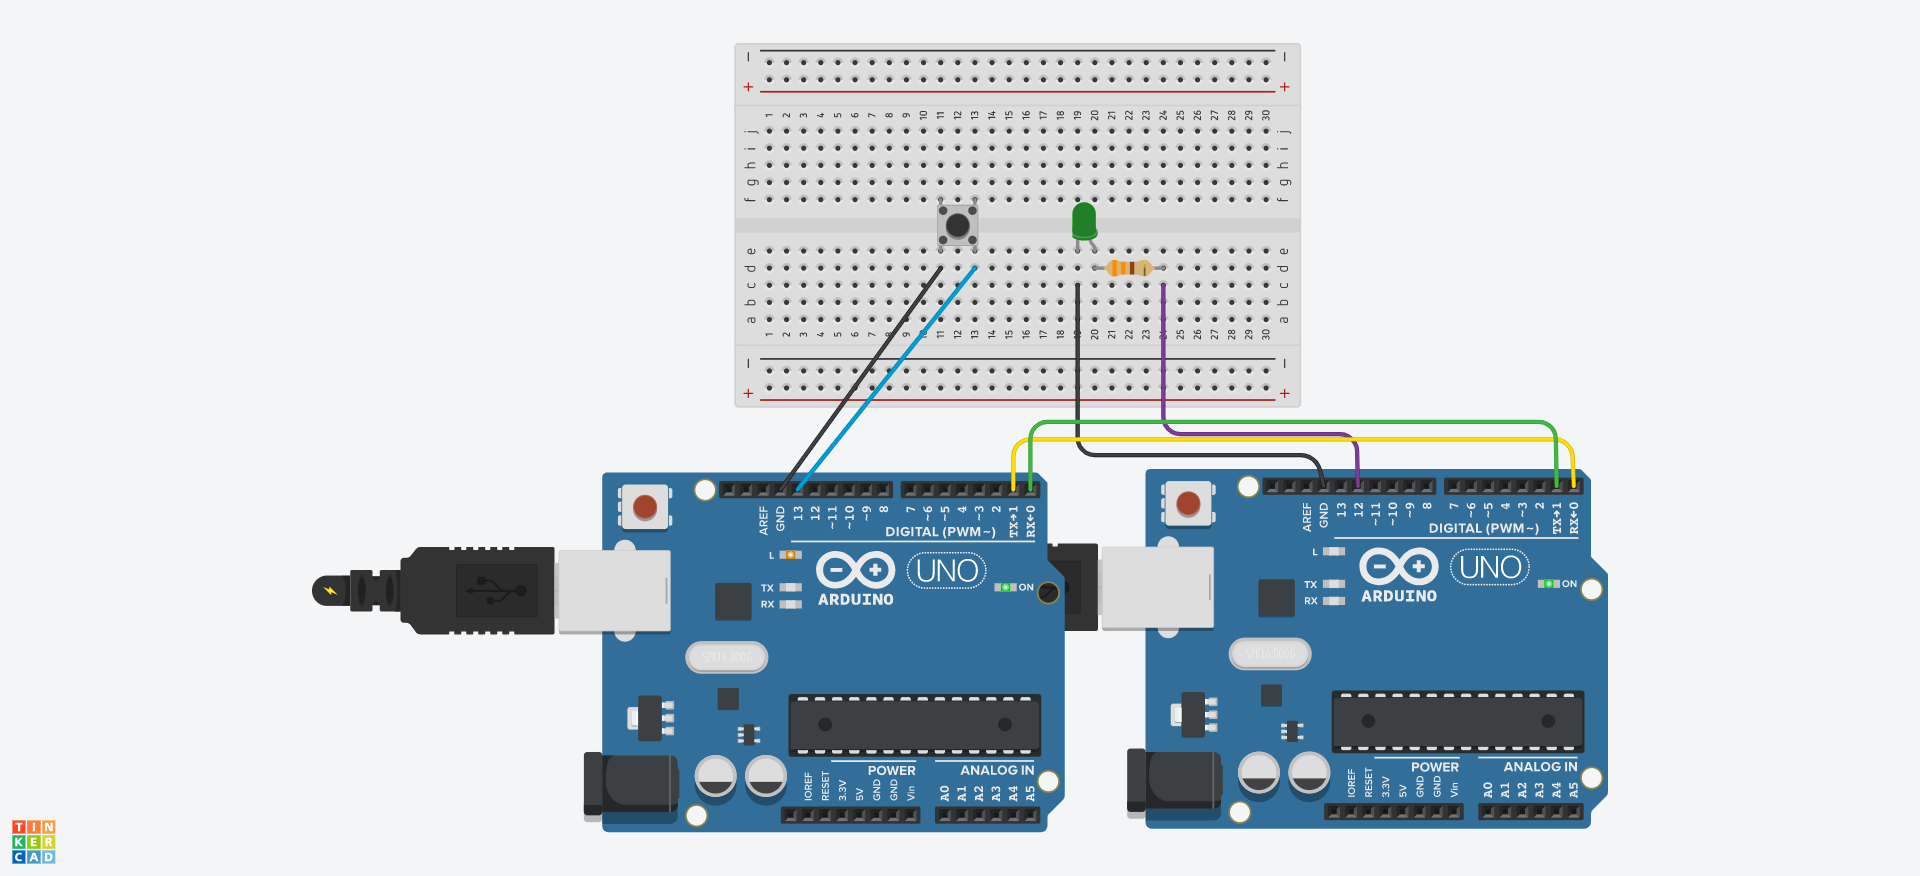 − −
+ +
1 2 3 4 5 6 7 8 9 10 11 12 13 14 15 16 17 18 19 20 21 22 23 24 25 26 27 28 29 30
j j
i i
h h
g g
f f
e e
d d
c c
b b
a a
1 2 3 4 5 6 7 8 9 10 11 12 13 14 15 16 17 18 19 20 21 22 23 24 25 26 27 28 29 30
− −
+ +
AREF GND 13 12 ~11 ~10 ~9 8 7 ~6 ~5 4 ~3 2 TX→1 RX←0
DIGITAL (PWM~)
L
TX
RX
ARDUINO
UNO
ON
SPK16.000G
POWER
ANALOG IN
IOREF RESET 3.3V 5V GND GND Vin A0 A1 A2 A3 A4 A5
AREF GND 13 12 ~11 ~10 ~9 8 7 ~6 ~5 4 ~3 2 TX→1 RX←0
DIGITAL (PWM~)
L
TX
RX
ARDUINO
UNO
ON
SPK16.000G
POWER
ANALOG IN
IOREF RESET 3.3V 5V GND GND Vin A0 A1 A2 A3 A4 A5
TIN
KER
CAD